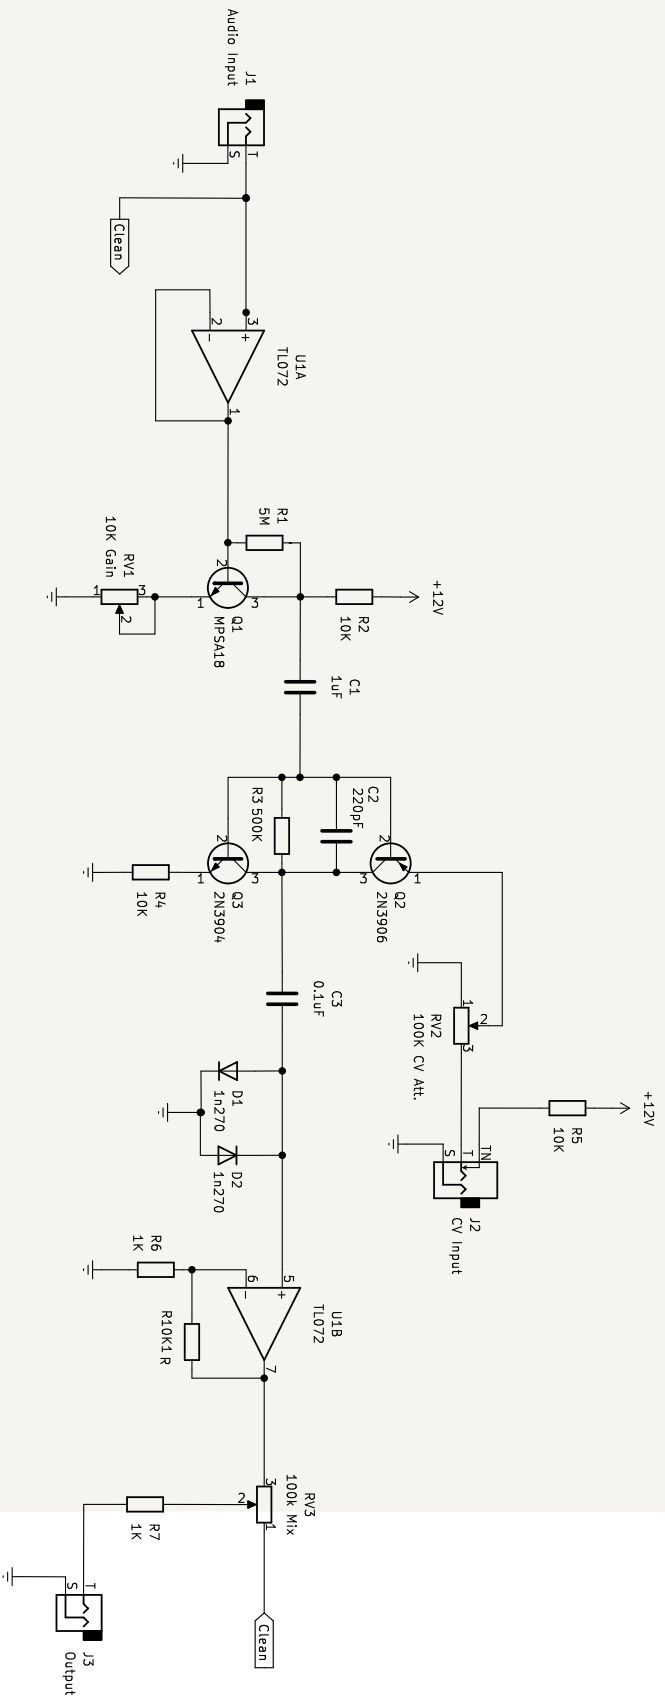 Audio Input
J1
S
T
Clean
2
3
-
+
U1A
TL072
1
R1
5M
+12V
2
1
3
1
3
2
RV1
10K Gain
Q1
MPSA18
R2
10K
C1
1uF
C2
220pF
R3
500K
2
2
1
3
3
1
R4
10K
Q3
2N3904
Q2
2N3906
C3
0.1uF
1
2
3
RV2
100K CV Att.
D1
1n270
+12V
R5
10K
S
T
TN
D2
1n270
J2
CV Input
R6
1K
6
5
-
+
U1B
TL072
R10K1R
7
3
2
1
RV3
100k Mix
R7
1K
S
T
Clean
J3
Output